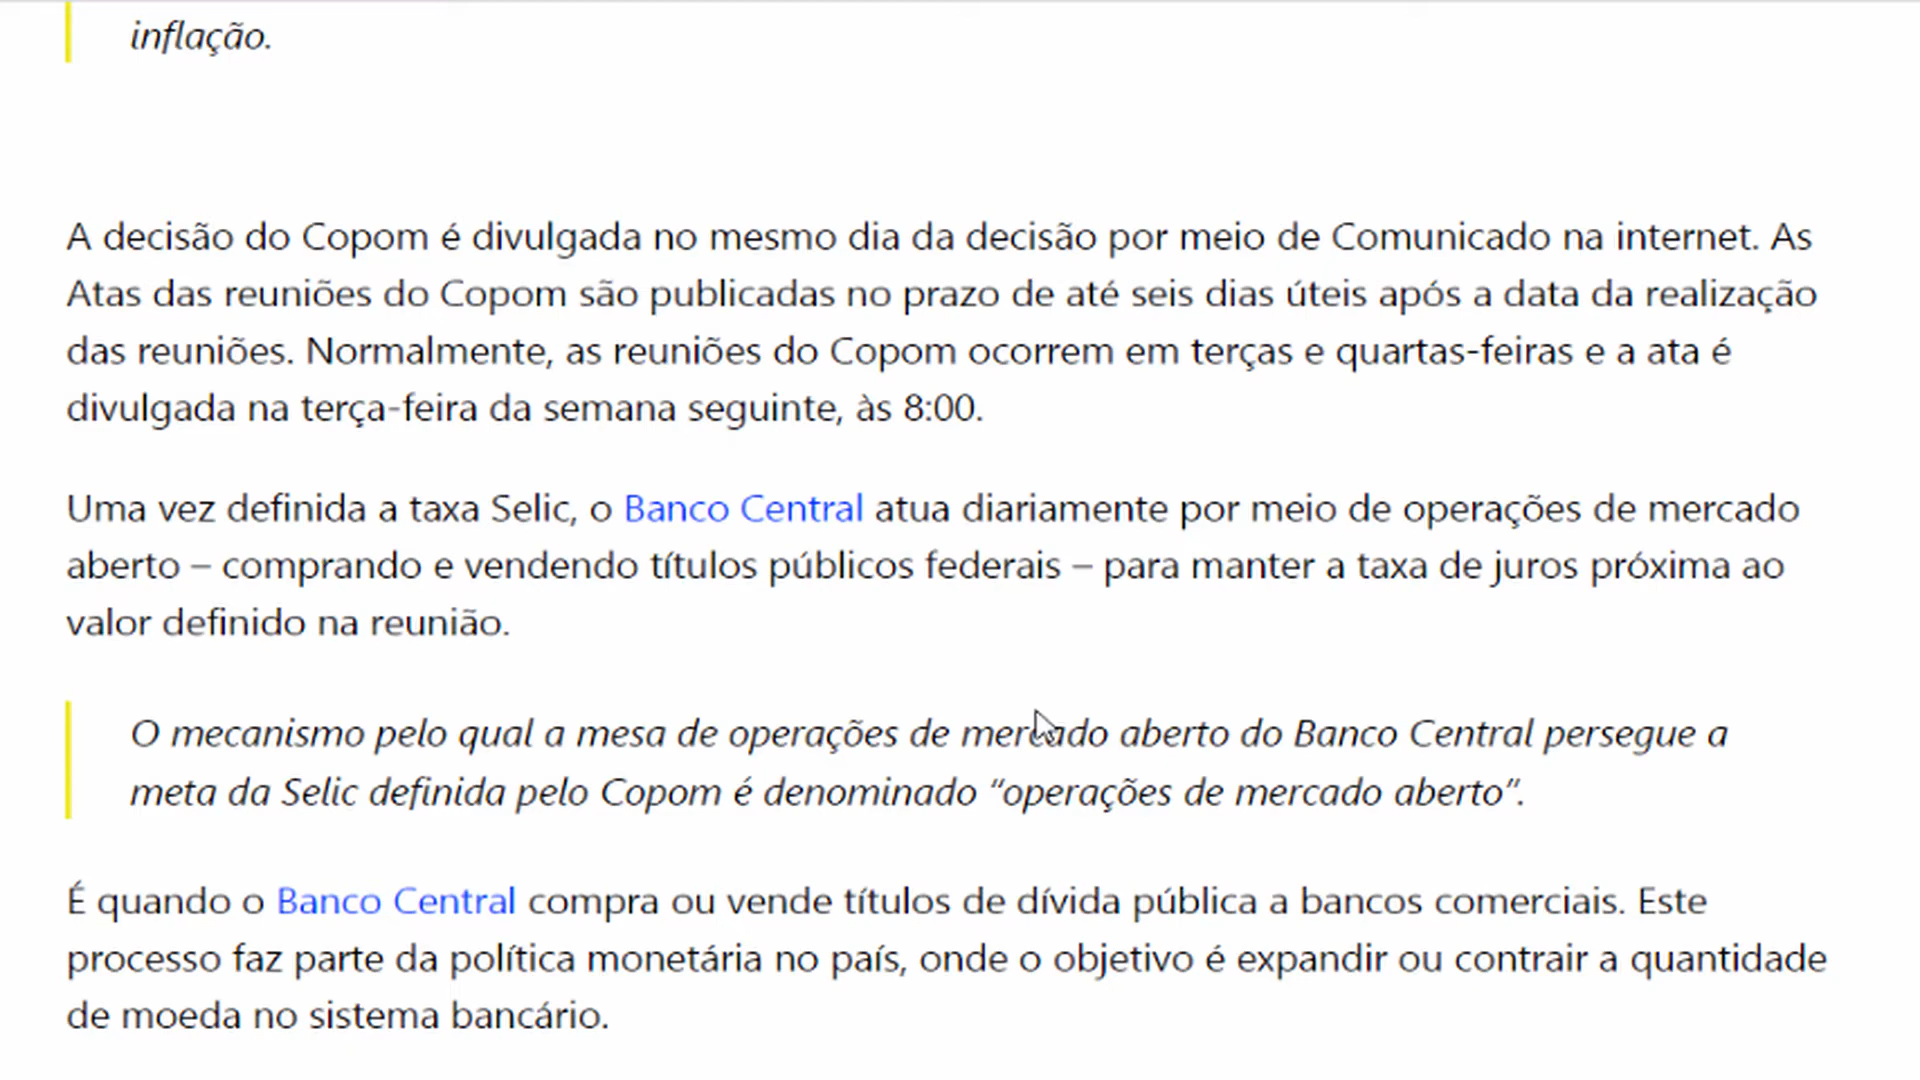 inflação.
A decisão do Copom é divulgada no mesmo dia da decisão por meio de Comunicado na internet. As
Atas das reuniões do Copom são publicadas no prazo de até seis dias úteis após a data da realização
das reuniões. Normalmente, as reuniões do Copom ocorrem em terças e quartas-feiras e a ata é
divulgada na terça-feira da semana seguinte, às 8:00.
Uma vez definida a taxa Selic, o Banco Central atua diariamente por meio de operações de mercado
aberto – comprando e vendendo títulos públicos federais – para manter a taxa de juros próxima ao
valor definido na reunião.
O mecanismo pelo qual a mesa de operações de mercado aberto do Banco Central persegue a
meta da Selic definida pelo Copom é denominado “operações de mercado aberto”.
É quando o Banco Central compra ou vende títulos de dívida pública a bancos comerciais. Este
processo faz parte da política monetária no país, onde o objetivo é expandir ou contrair a quantidade
de moeda no sistema bancário.